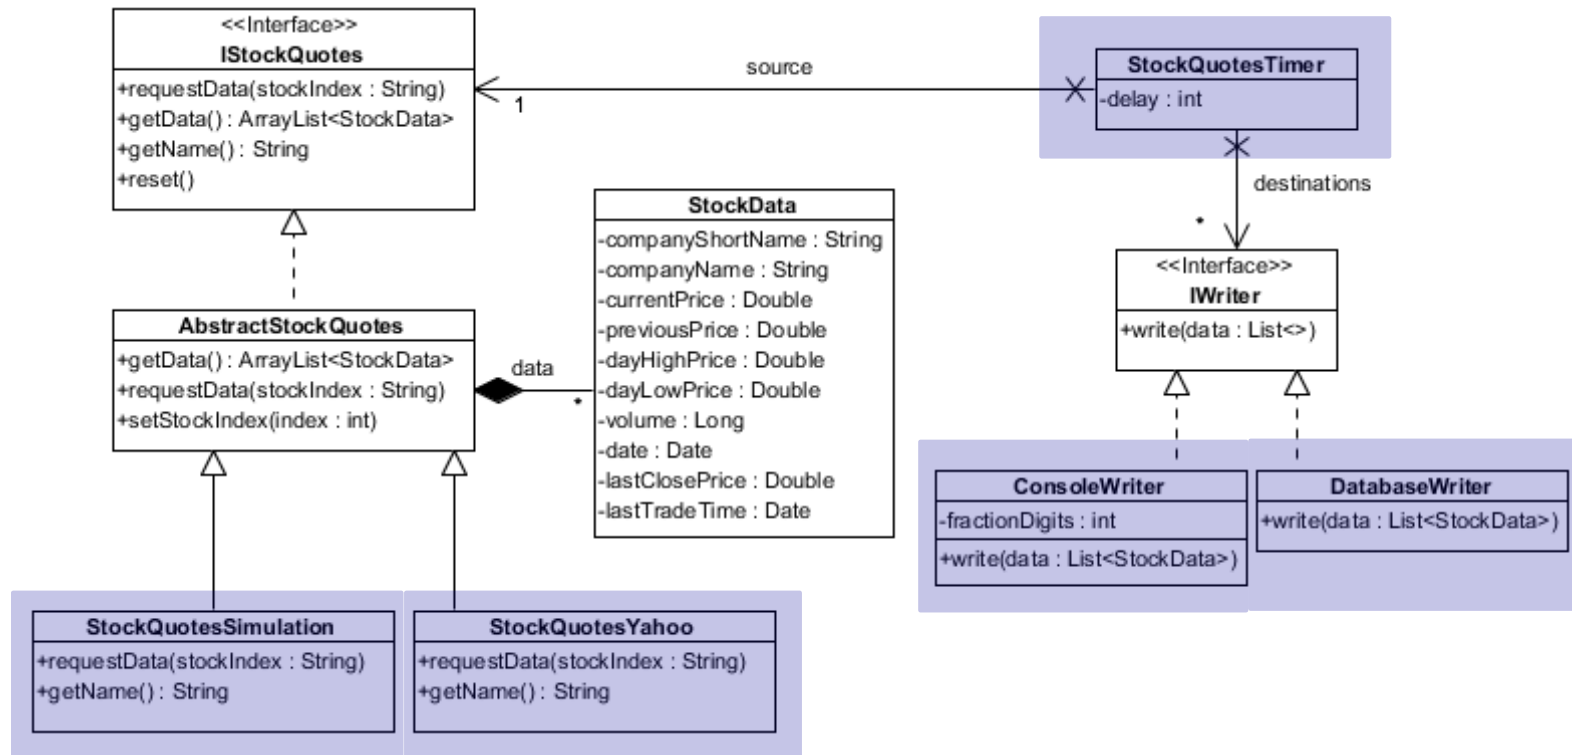 <<Interface>>
IStockQuotes
+requestData(stockIndex : String)
+getData() : ArrayList<StockData>
+getName() : String
+reset()
source
1
StockQuotesTimer
-delay : int
destinations
*
<<Interface>>
IWriter
+write(data : List<>)
StockData
-companyShortName : String
-companyName : String
-currentPrice : Double
-previousPrice : Double
-dayHighPrice : Double
-dayLowPrice : Double
-volume : Long
-date : Date
-lastClosePrice : Double
-lastTradeTime : Date
AbstractStockQuotes
+getData() : ArrayList<StockData>
+requestData(stockIndex : String)
+setStockIndex(index : int)
data
*
ConsoleWriter
-fractionDigits : int
+write(data : List<StockData>)
DatabaseWriter
+write(data : List<StockData>)
StockQuotesSimulation
+requestData(stockIndex : String)
+getName() : String
StockQuotesYahoo
+requestData(stockIndex : String)
+getName() : String